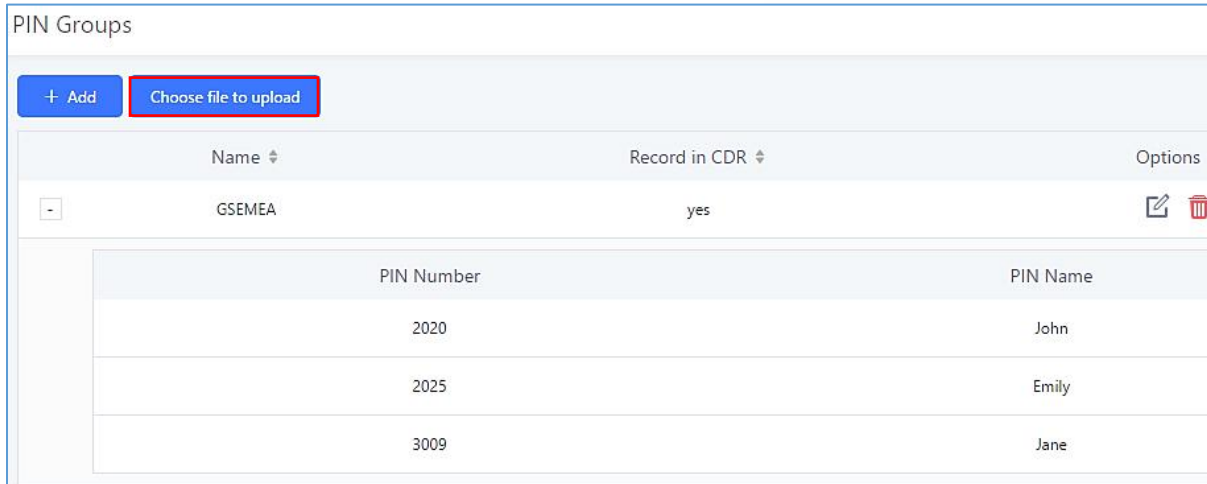 PIN Groups
+ Add Choose file to upload
Name Record in CDR Options
- GSEMEA yes
PIN Number PIN Name
2020 John
2025 Emily
3009 Jane